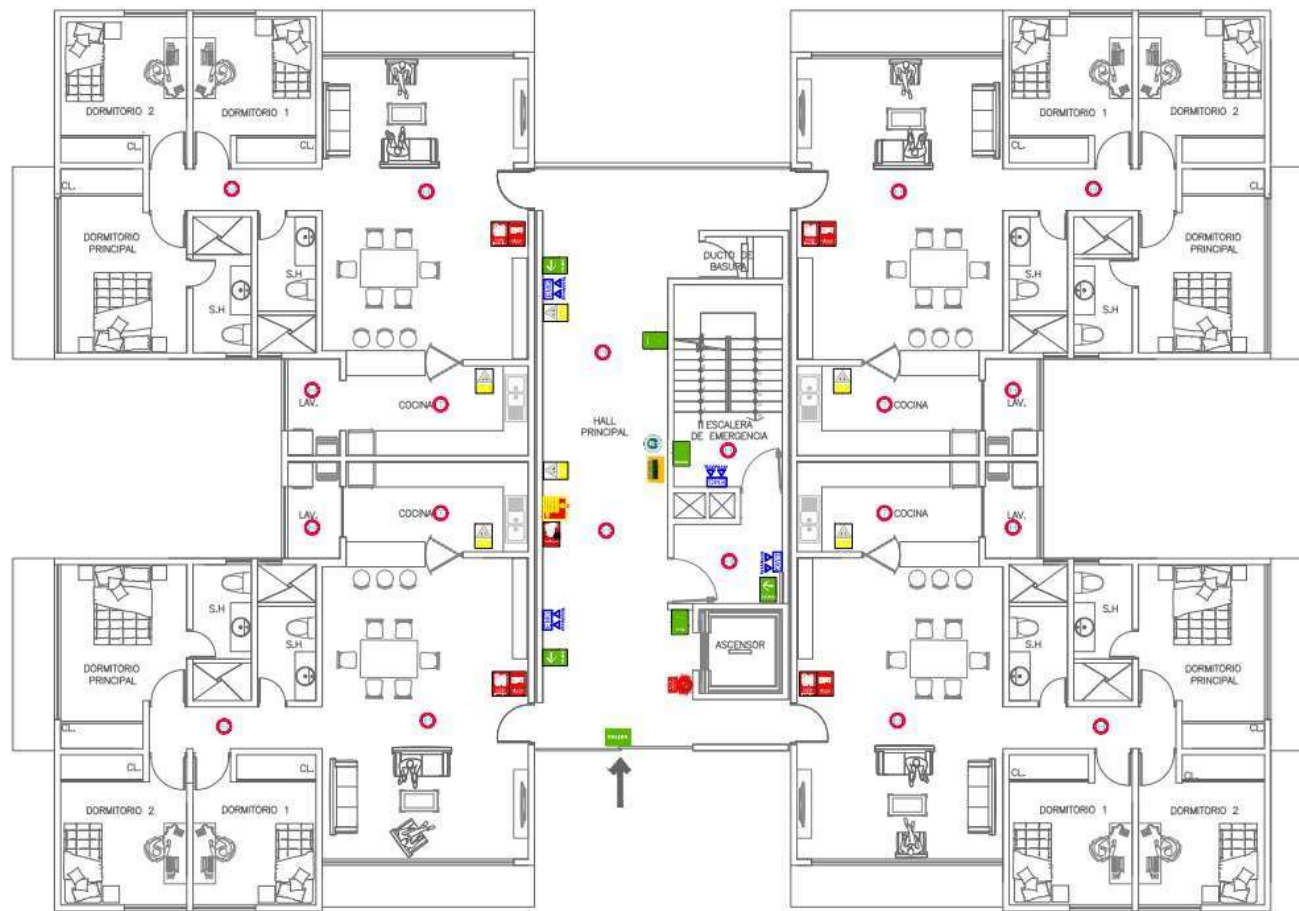 DORMITORIO 2
DORMITORIO 1
DORMITORIO 1
DORMITORIO 2
CL.
CL.
CL.
CL.
CL.
DORMITORIO
PRINCIPAL
S.H
S.H
DUCTO DE
BASURA
S.H
S.H
DORMITORIO
PRINCIPAL
LAV.
COCINA
HALL
PRINCIPAL
ESCALERA
DE EMERGENCIA
COCINA
LAV.
LAV.
COCINA
COCINA
LAV.
S.H
S.H
DORMITORIO
PRINCIPAL
ASCENSOR
S.H
S.H
DORMITORIO
PRINCIPAL
CL.
CL.
CL.
CL.
CL.
DORMITORIO 2
DORMITORIO 1
DORMITORIO 1
DORMITORIO 2